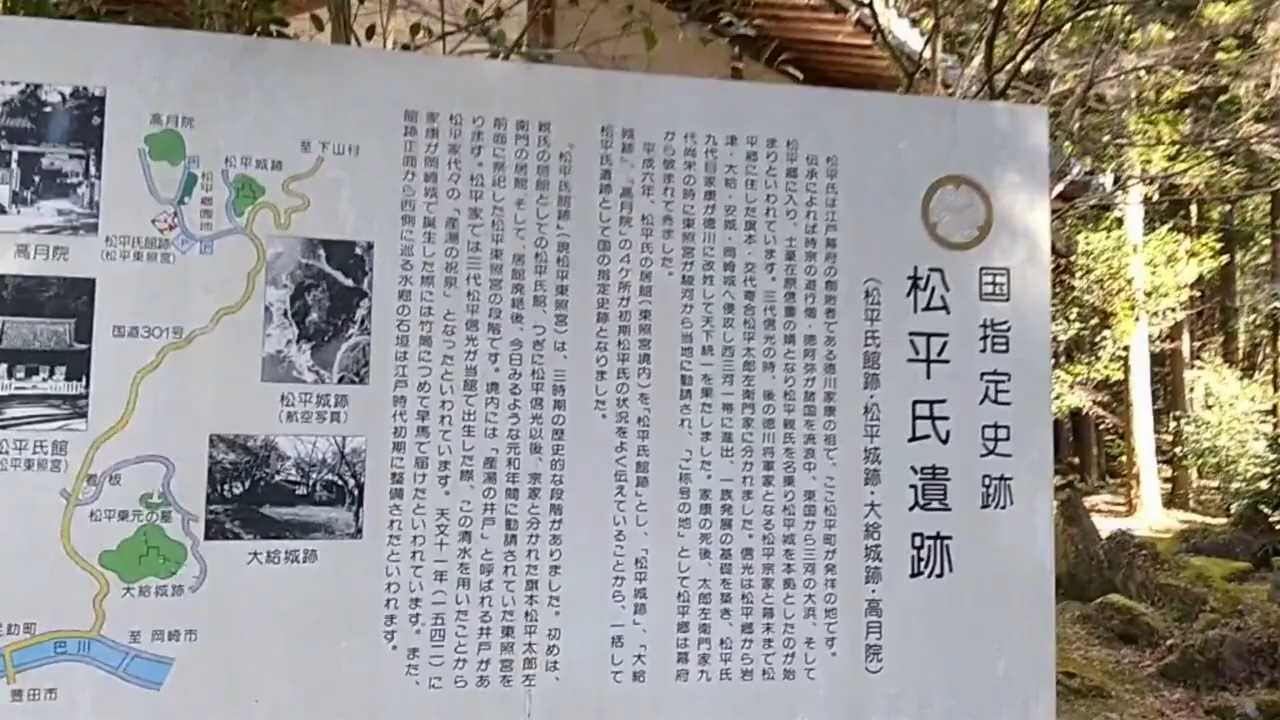 国指定史跡
松平氏遺跡
(松平氏館跡・松平城跡・大給城跡・高月院)
松平氏は江戸幕府の創始者である徳川家康の祖で、ここ松平町が発祥の地です。
伝承によれば時宗の遊行僧・徳阿弥が諸国を流浪中、東国から三河の大浜、そして
松平郷に入り、土豪在原信重の婿となり松平親氏を名乗り松平城を本拠としたのが始
まりといわれています。三代信光の時、後の徳川将軍家となる松平宗家と幕末まで松
平郷に住した旗本・交代寄合松平太郎左衛門家に分かれました。信光は松平郷から岩
津・大給・安城・岡崎城へ侵攻し西三河一帯に進出、一族発展の基礎を築き、松平氏
九代目家康が徳川に改姓して天下統一を果たしました。家康の死後、太郎左衛門家九
代尚栄の時に東照宮が駿河から当地に勧請され、「ご称号の地」として松平郷は幕府
から敬まれてきました。
平成六年、松平氏の居館(東照宮境内)を「松平氏館跡」とし、「松平城跡」、「大給
城跡」、「高月院」の4ケ所が初期松平氏の状況をよく伝えていることから、一括して
松平氏遺跡として国の指定史跡となりました。
「松平氏館跡」(現松平東照宮)は、三時期の歴史的な段階がありました。初めは、
親氏の居館としての松平氏館、つぎに松平信光以後、宗家と分かれた旗本松平太郎左
衛門の居館、そして、居館廃絶後、今日みるような元和年間に勧請されていた東照宮を
前面に祭祀した松平東照宮の段階です。境内には「産湯の井戸」と呼ばれる井戸があ
ります。松平家では三代松平信光が当館で出生した際、この清水を用いたことから
松平家代々の「産湯の祝泉」となったといわれています。天文十一年(一五四二)に
家康が岡崎城で誕生した際には竹筒につめて早馬で届けたといわれています。また、
館跡正面から西側に巡る水郷の石垣は江戸時代初期に整備されたといわれます。
高月院
松平城跡
至 下山村
松平郷園地
松平氏館跡
(松平東照宮)
高月院
国道301号
松平城跡
(航空写真)
松平氏館
松平東照宮)
看板
松平乗元の墓
大給城跡
大給城跡
足助町
至 岡崎市
巴川
豊田市